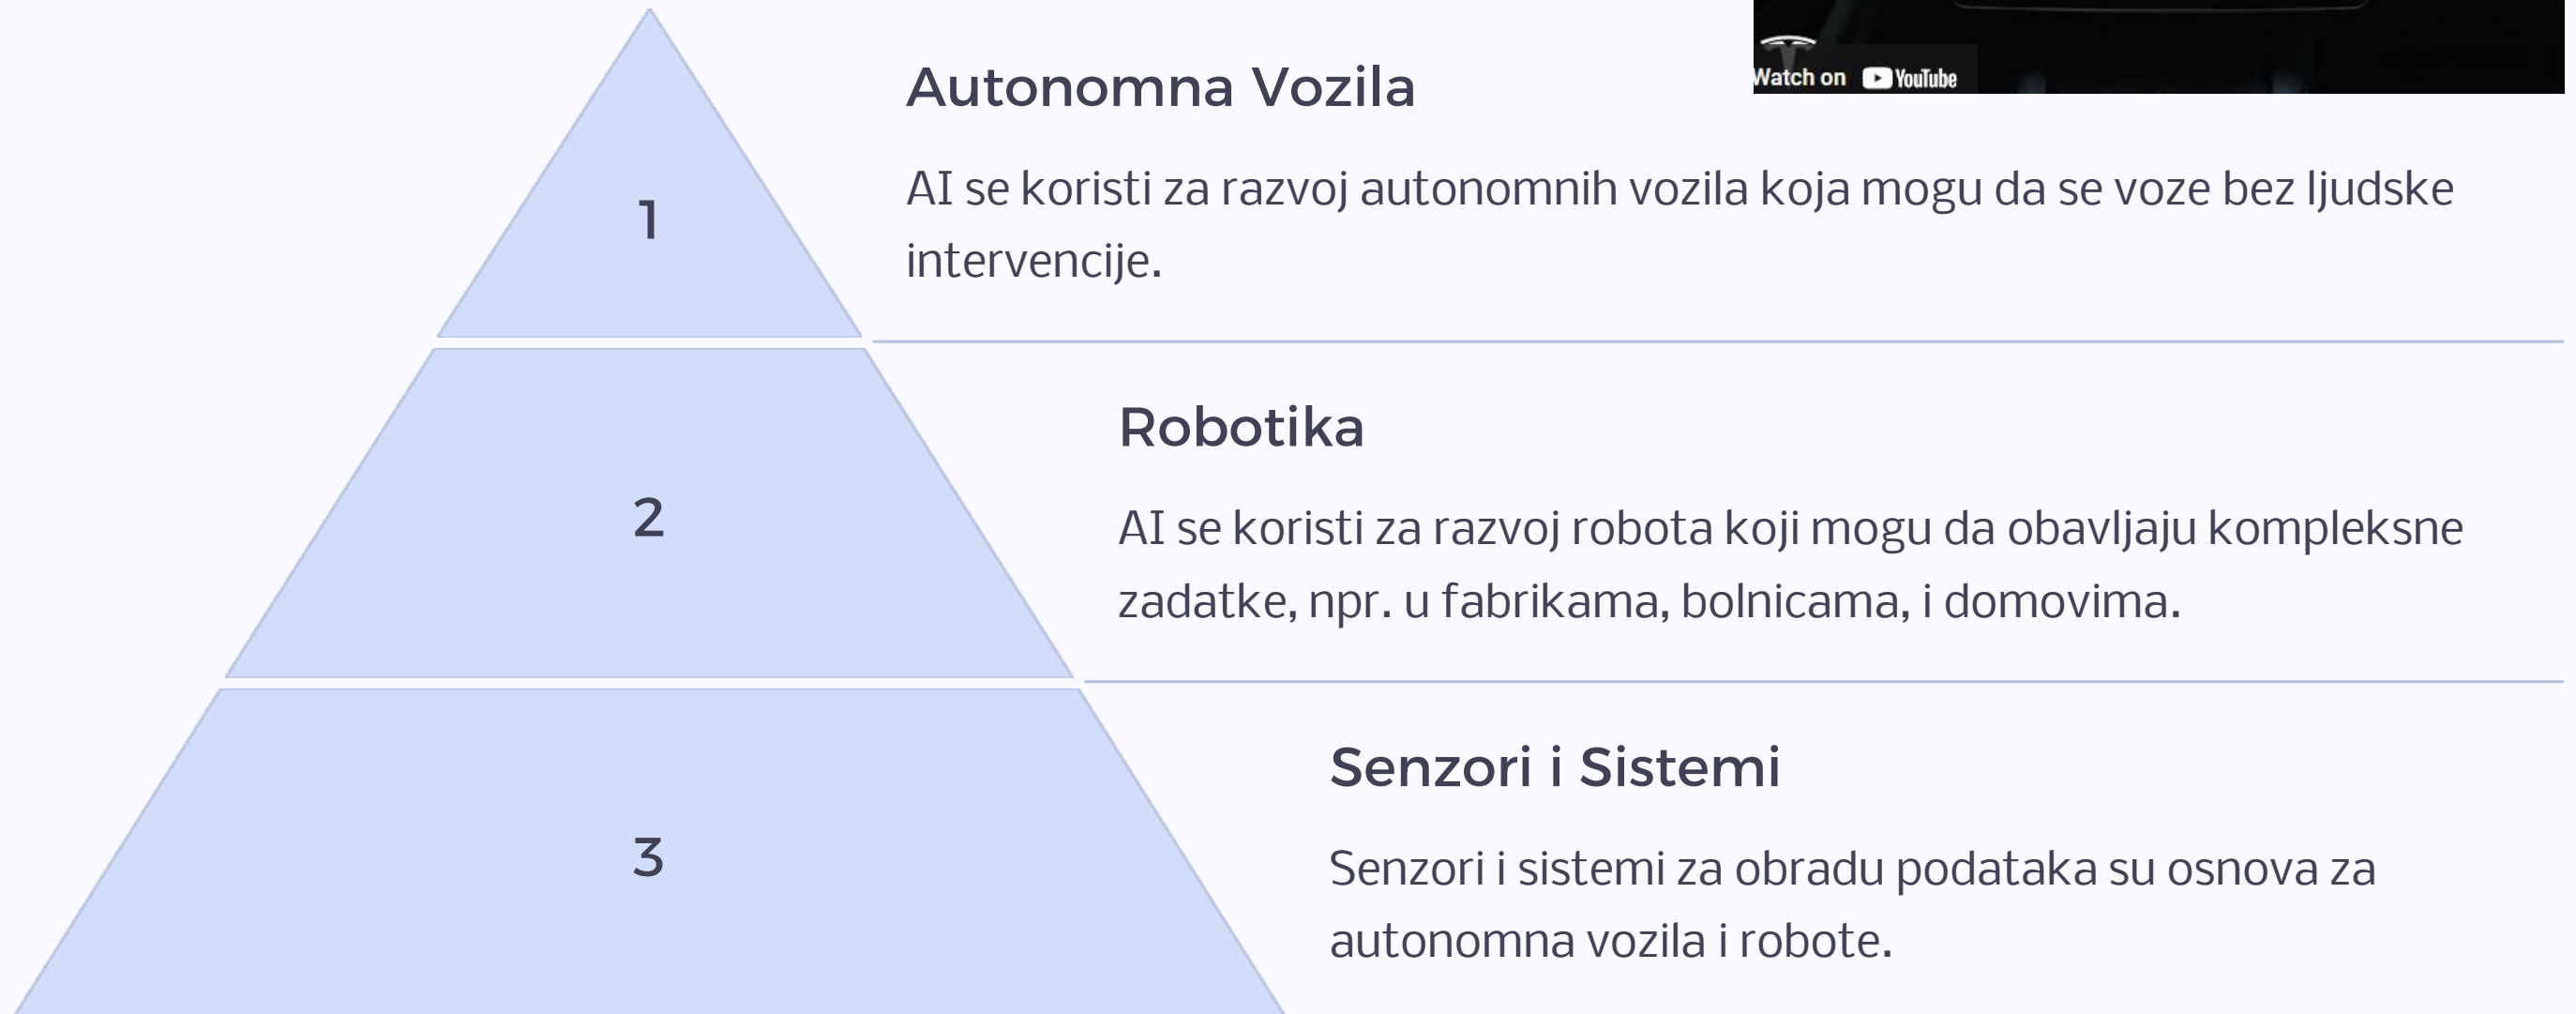 Watch on YouTube
Autonomna Vozila
AI se koristi za razvoj autonomnih vozila koja mogu da se voze bez ljudske
intervencije.
1
Robotika
AI se koristi za razvoj robota koji mogu da obavljaju kompleksne
zadatke, npr. u fabrikama, bolnicama, i domovima.
2
Senzori i Sistemi
Senzori i sistemi za obradu podataka su osnova za
autonomna vozila i robote.
3